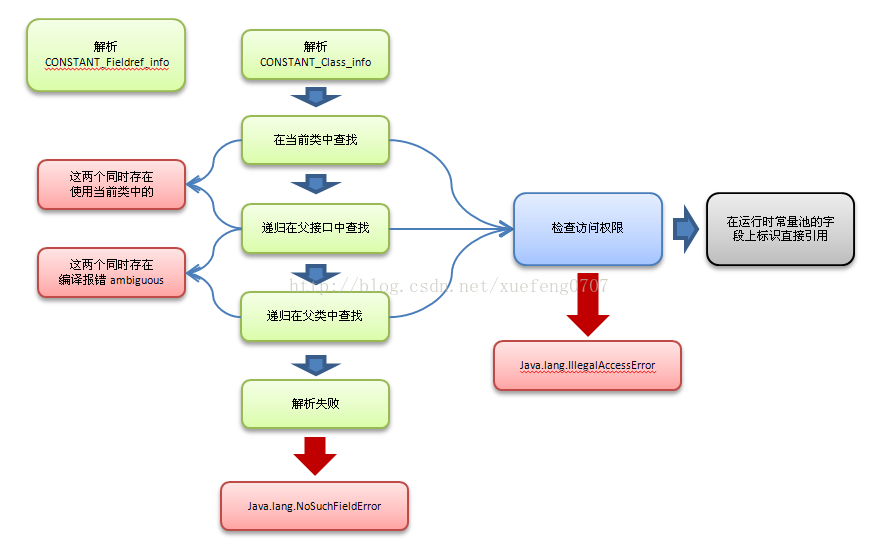 解析
CONSTANT_Fieldref_info
解析
CONSTANT_Class_info
在当前类中查找
这两个同时存在
使用当前类中的
递归在父接口中查找
检查访问权限
在运行时常量池的字
段上标识直接引用
这两个同时存在
编译报错 ambiguous
http://blog.csdn.net/xuefeng0707
递归在父类中查找
Java.lang.IllegalAccessError
解析失败
Java.lang.NoSuchFieldError